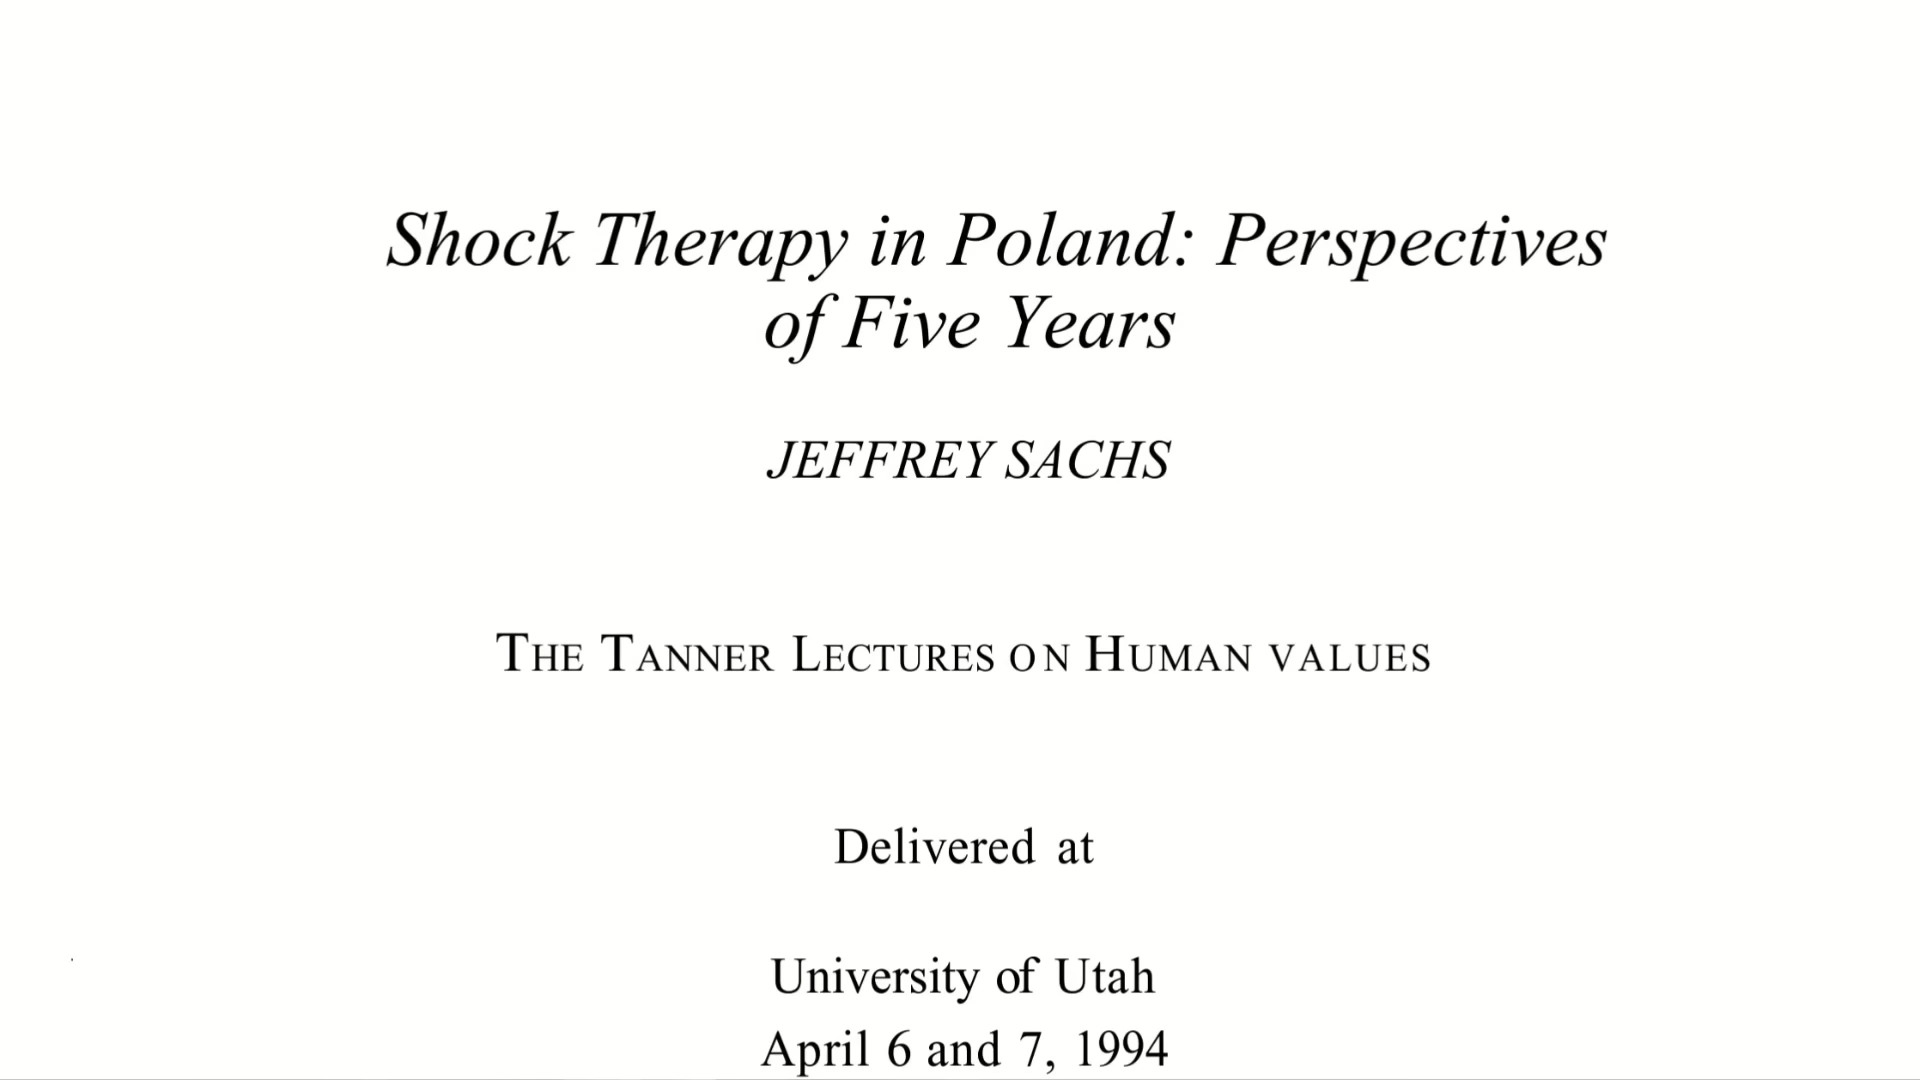 Shock Therapy in Poland: Perspectives
of Five Years
JEFFREY SACHS
THE TANNER LECTURES ON HUMAN VALUES
Delivered at
University of Utah
April 6 and 7, 1994